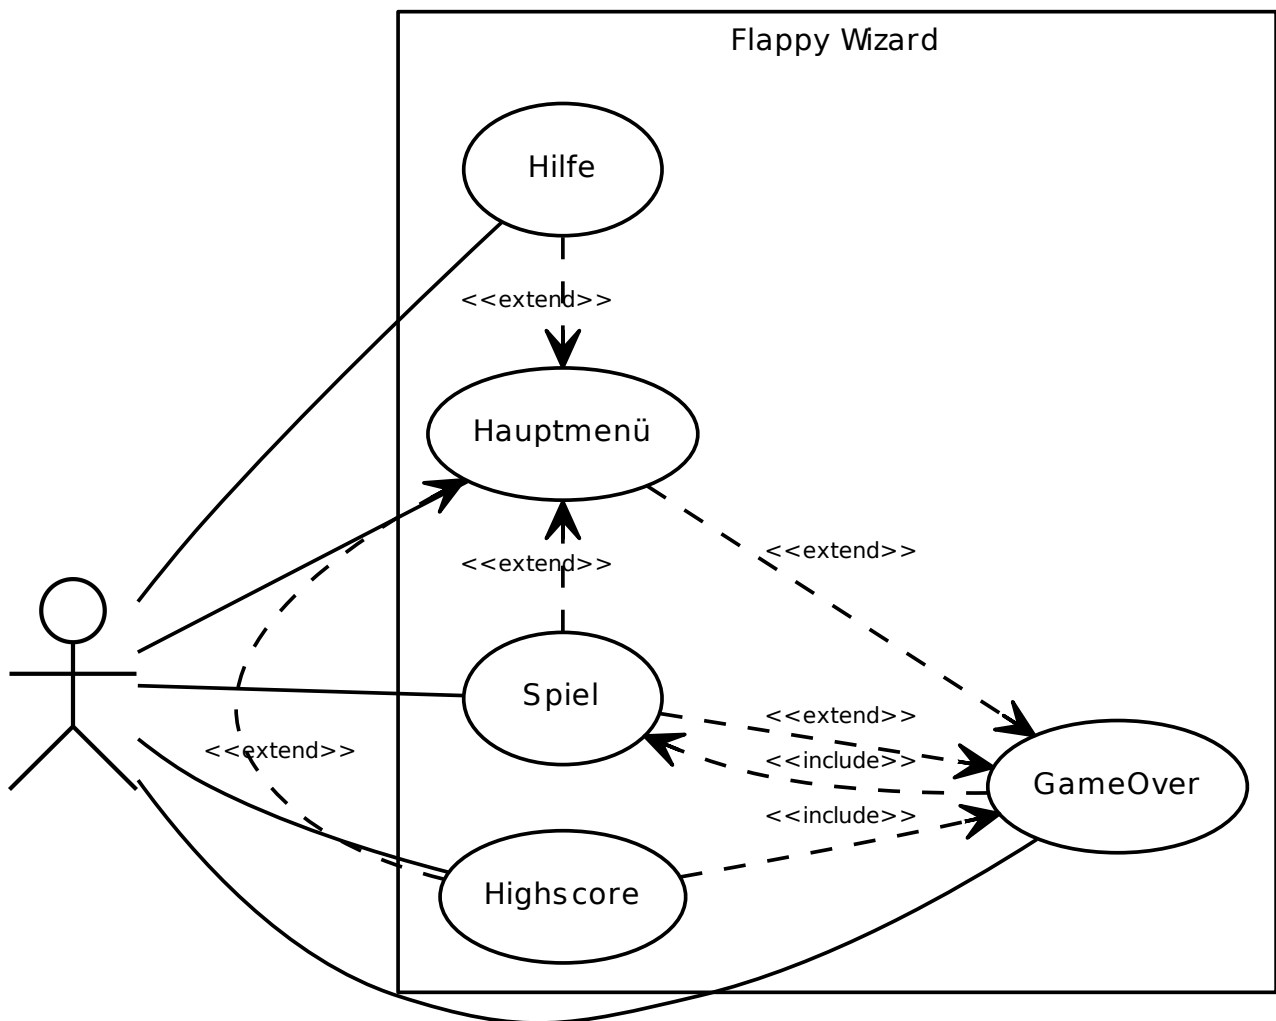 Flappy Wizard
Hilfe
<<extend>>
Hauptmenü
<<extend>>
<<extend>>
Spiel
<<extend>>
<<extend>>
<<include>>
GameOver
<<include>>
Highscore